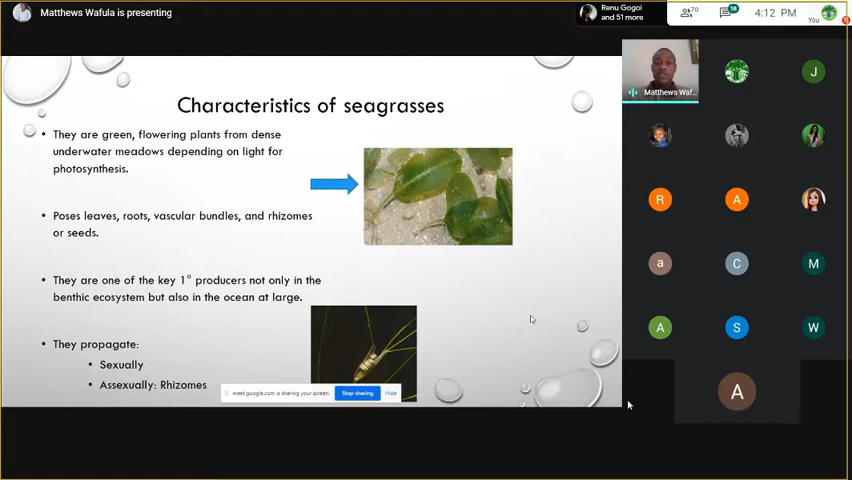 Matthews Wafula is presenting
Renu Gogoi
and 51 more
70
18
4:12 PM
You
Characteristics of seagrasses
• They are green, flowering plants from dense
underwater meadows depending on light for
photosynthesis.
• Poses leaves, roots, vascular bundles, and rhizomes
or seeds.
• They are one of the key 1° producers not only in the
benthic ecosystem but also in the ocean at large.
• They propagate:
• Sexually
• Assexually: Rhizomes
meet.google.com is sharing your screen.
Stop sharing
Hide
Matthews Waf...
J
R
A
a
C
M
A
S
W
A